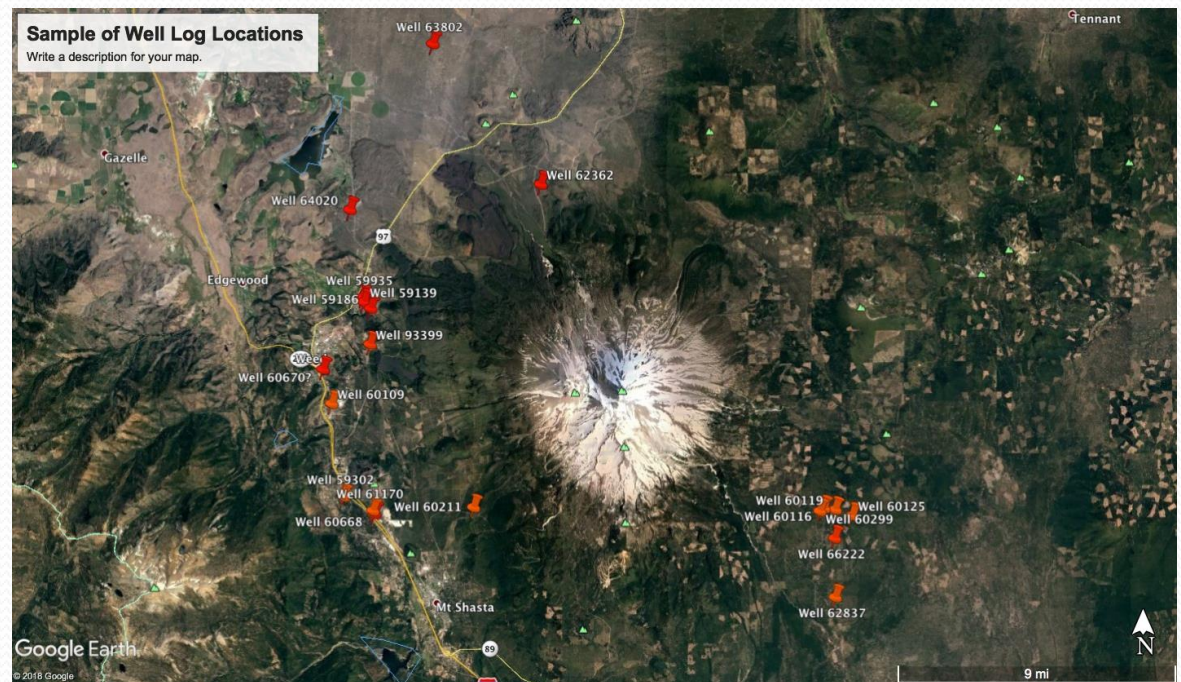 Sample of Well Log Locations
Write a description for your map.
Well 63802
Tennant
Gazelle
Well 62362
Well 64020
97
Edgewood
Well 59935
Well 59186
Well 59139
Well 93399
Weed
Well 60670?
Well 60109
Well 59302
Well 61170
Well 60211
Well 60668
Well 60119
Well 60125
Well 60116
Well 60299
Well 66222
Well 62837
Mt Shasta
89
N
Google Earth
© 2018 Google
9 mi